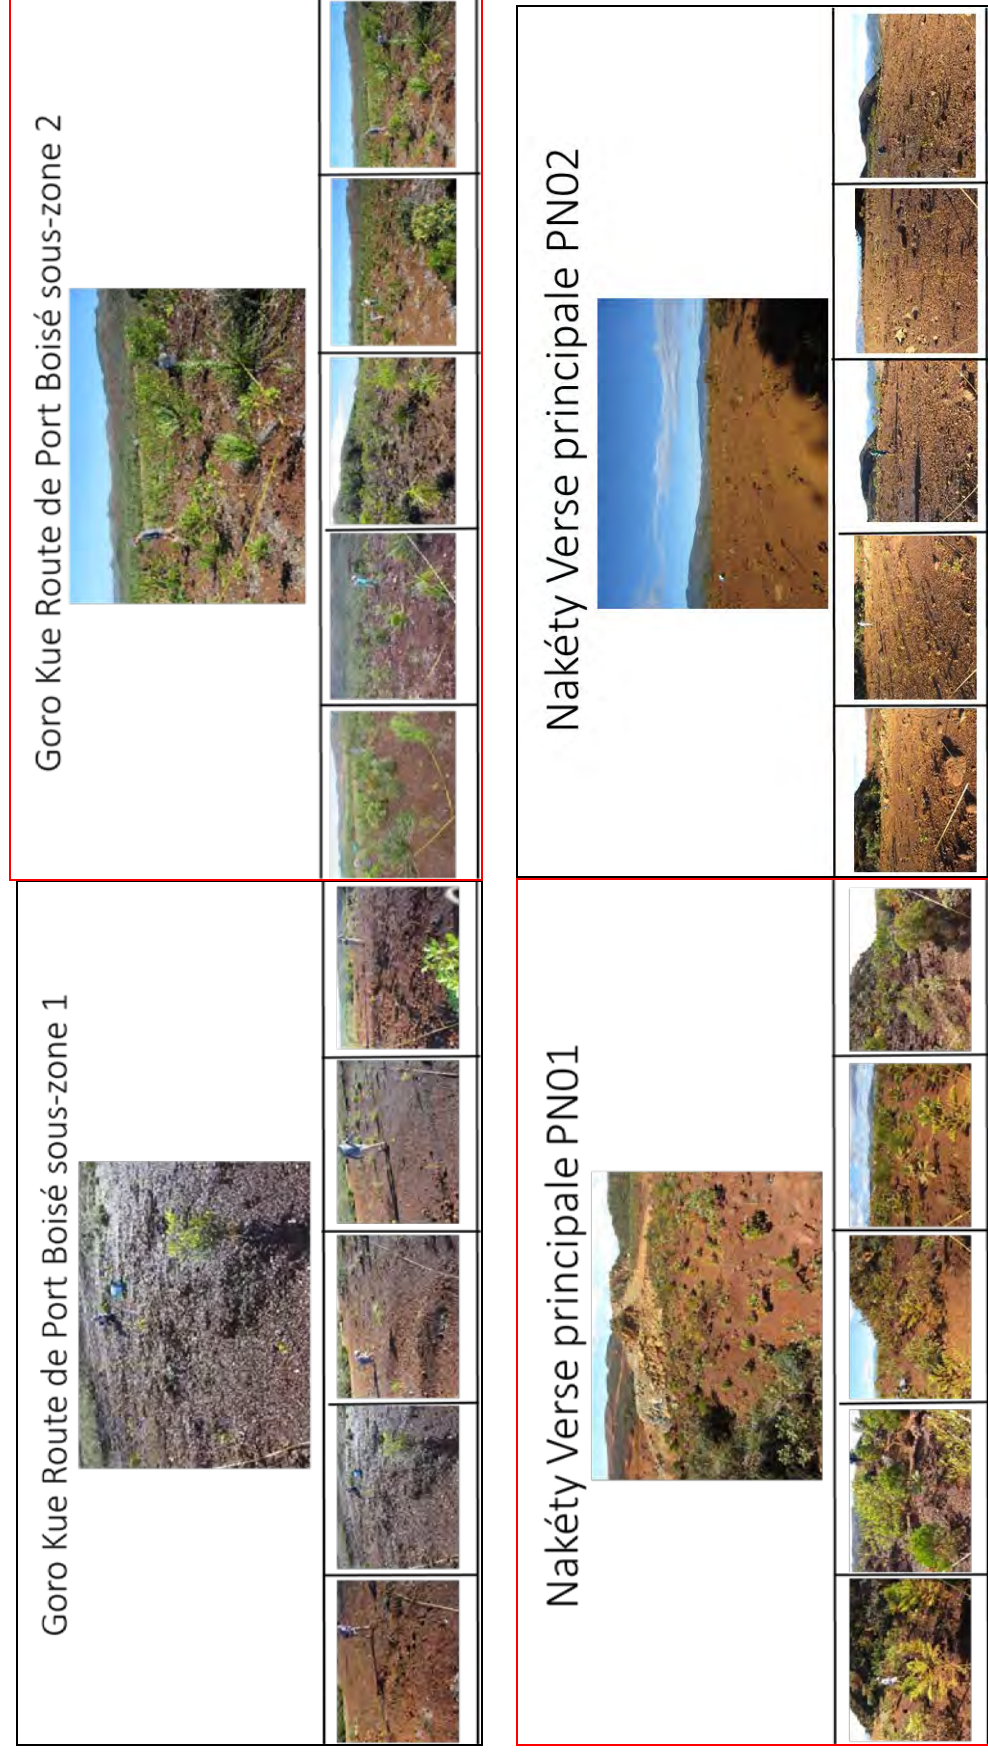 Goro Kue Route de Port Boisé sous-zone 1
Goro Kue Route de Port Boisé sous-zone 2
Nakéty Verse principale PN01
Nakéty Verse principale PN02